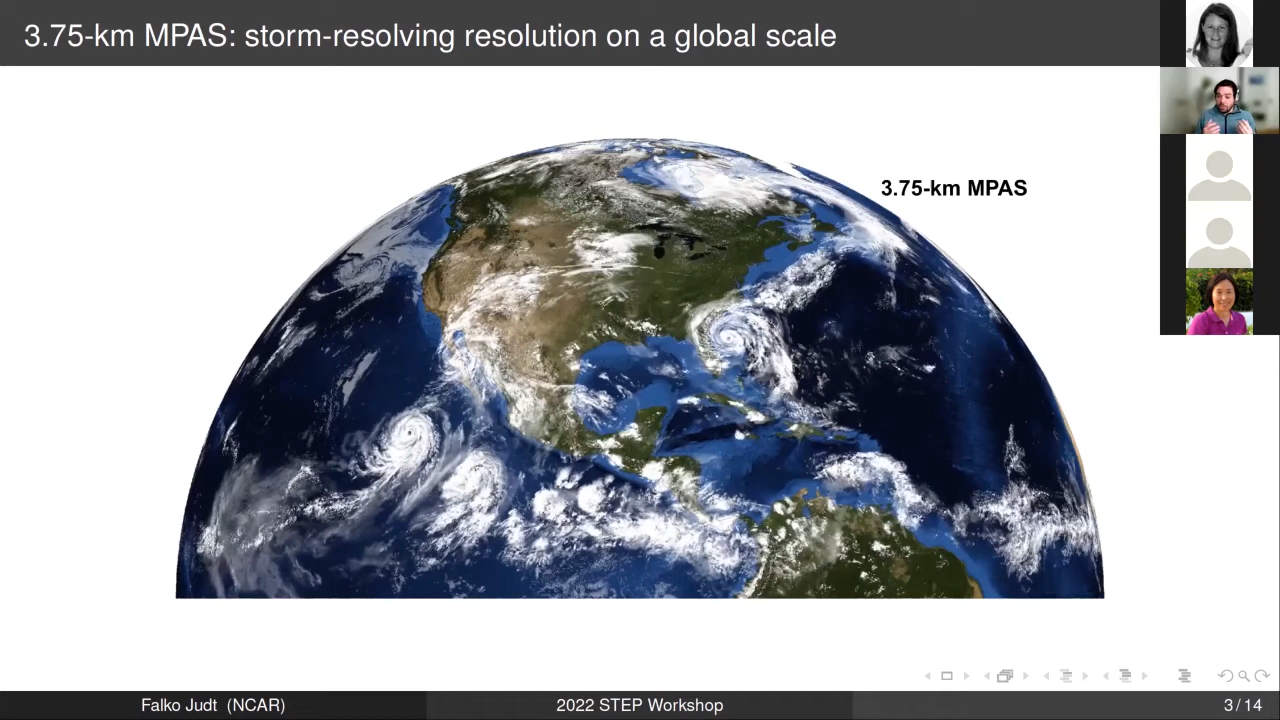 3.75-km MPAS: storm-resolving resolution on a global scale
3.75-km MPAS
Falko Judt (NCAR)
2022 STEP Workshop
3 / 14